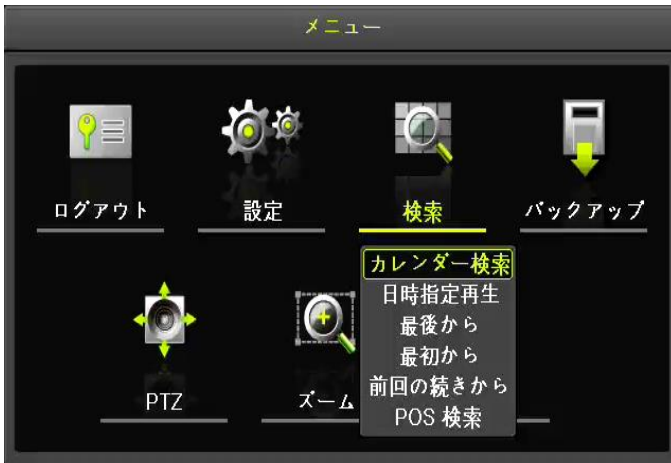 メニュー
ログアウト
設定
検索
バックアップ
カレンダー検索
日時指定再生
最後から
最初から
前回の続きから
POS 検索
PTZ
ズーム